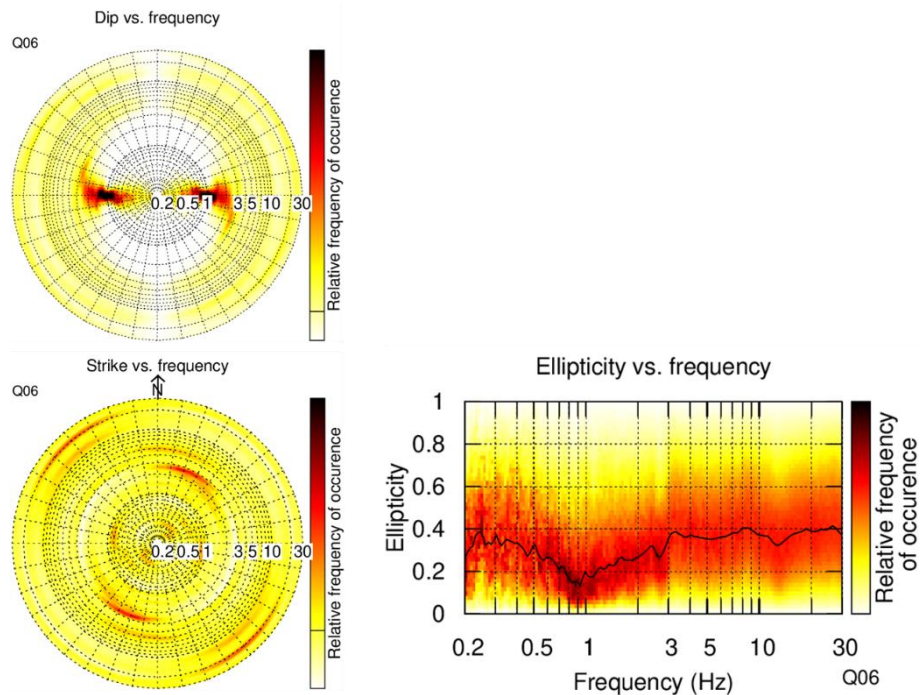 Dip vs. frequency
Q06
0.2 0.5 1 3 5 10 30
Relative frequency of occurence
Strike vs. frequency
N
Q06
0.2 0.5 1 3 5 10 30
Relative frequency of occurence
Ellipticity vs. frequency
1
0.8
0.6
0.4
0.2
0
Ellipticity
0.2 0.5 1 3 5 10 30
Frequency (Hz)
Q06
Relative frequency
of occurence